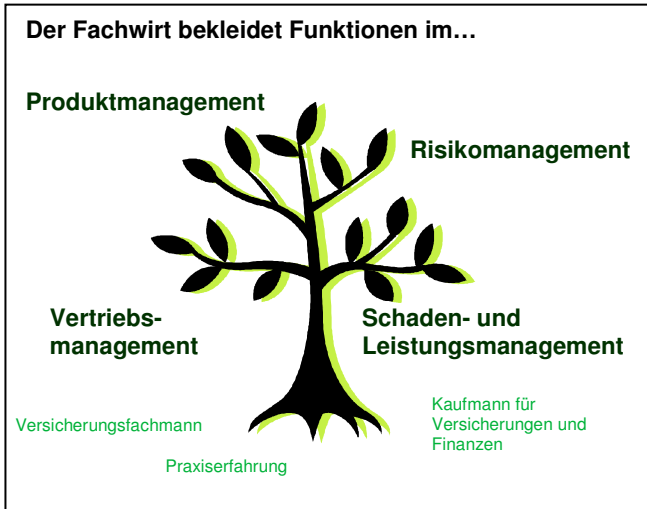 Der Fachwirt bekleidet Funktionen im…
Produktmanagement
Risikomanagement
Vertriebs-
management
Schaden- und
Leistungsmanagement
Versicherungsfachmann
Praxiserfahrung
Kaufmann für
Versicherungen und
Finanzen